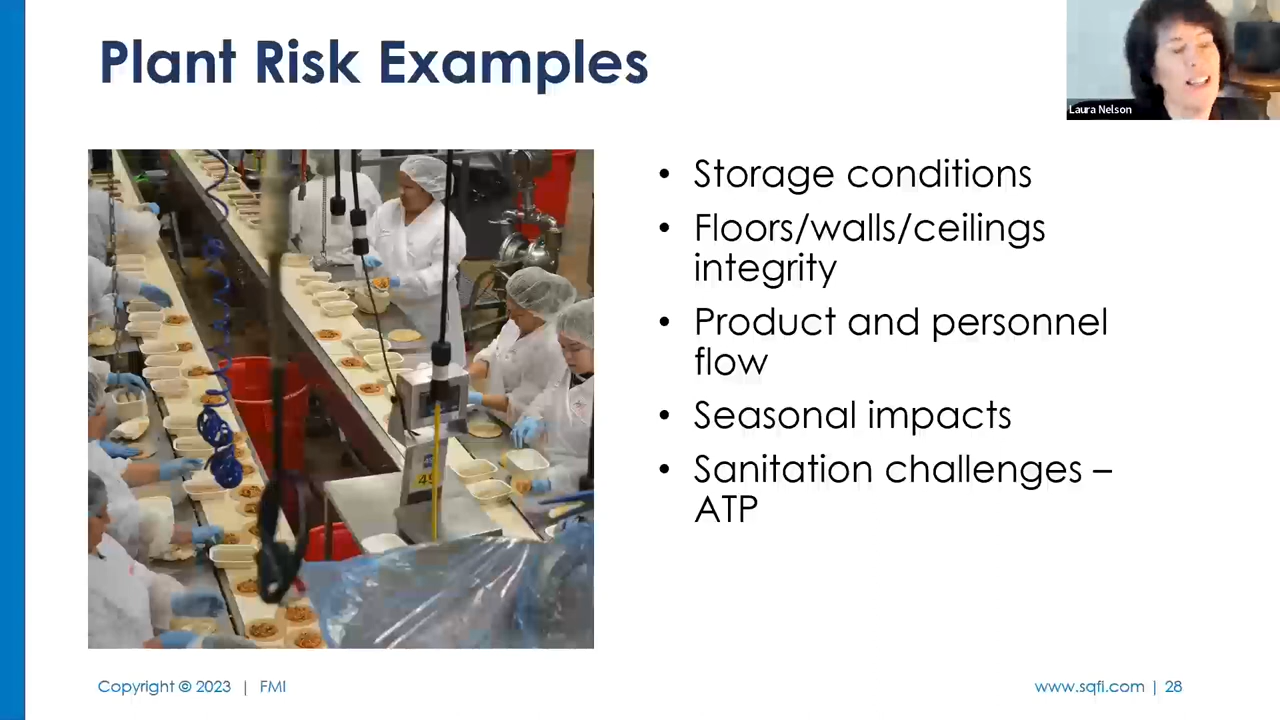 Plant Risk Examples
Laura Nelson
• Storage conditions
• Floors/walls/ceilings
integrity
• Product and personnel
flow
• Seasonal impacts
• Sanitation challenges –
ATP
Copyright © 2023 | FMI
www.sqfi.com | 28